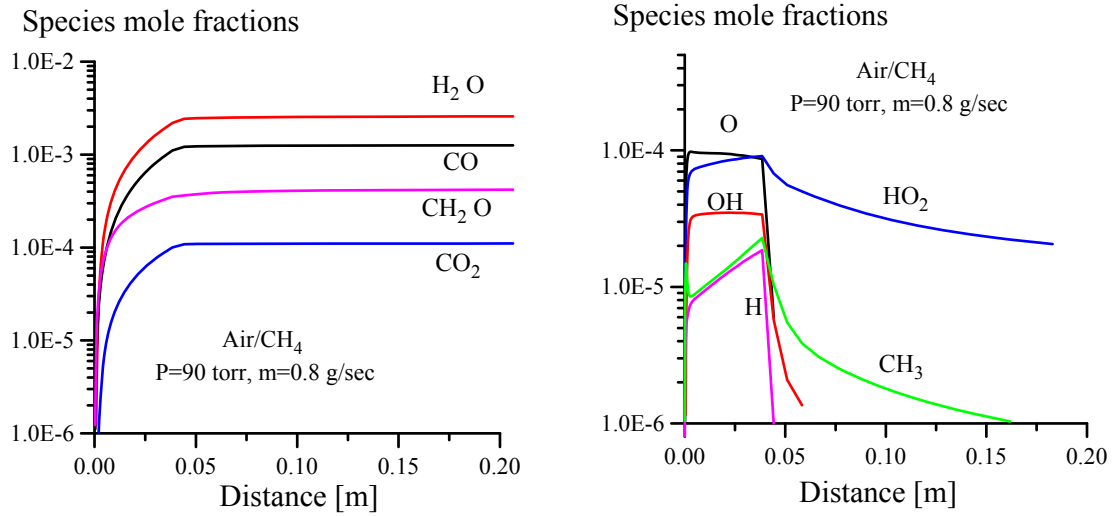 Species mole fractions
1.0E-2
1.0E-3
1.0E-4
1.0E-5
1.0E-6
H₂ O
CO
CH₂ O
CO₂
Air/CH₄
P=90 torr, m=0.8 g/sec
0.00 0.05 0.10 0.15 0.20
Distance [m]
Species mole fractions
Air/CH₄
P=90 torr, m=0.8 g/sec
1.0E-4
1.0E-5
1.0E-6
O
HO₂
OH
H
CH₃
0.00 0.05 0.10 0.15 0.20
Distance [m]